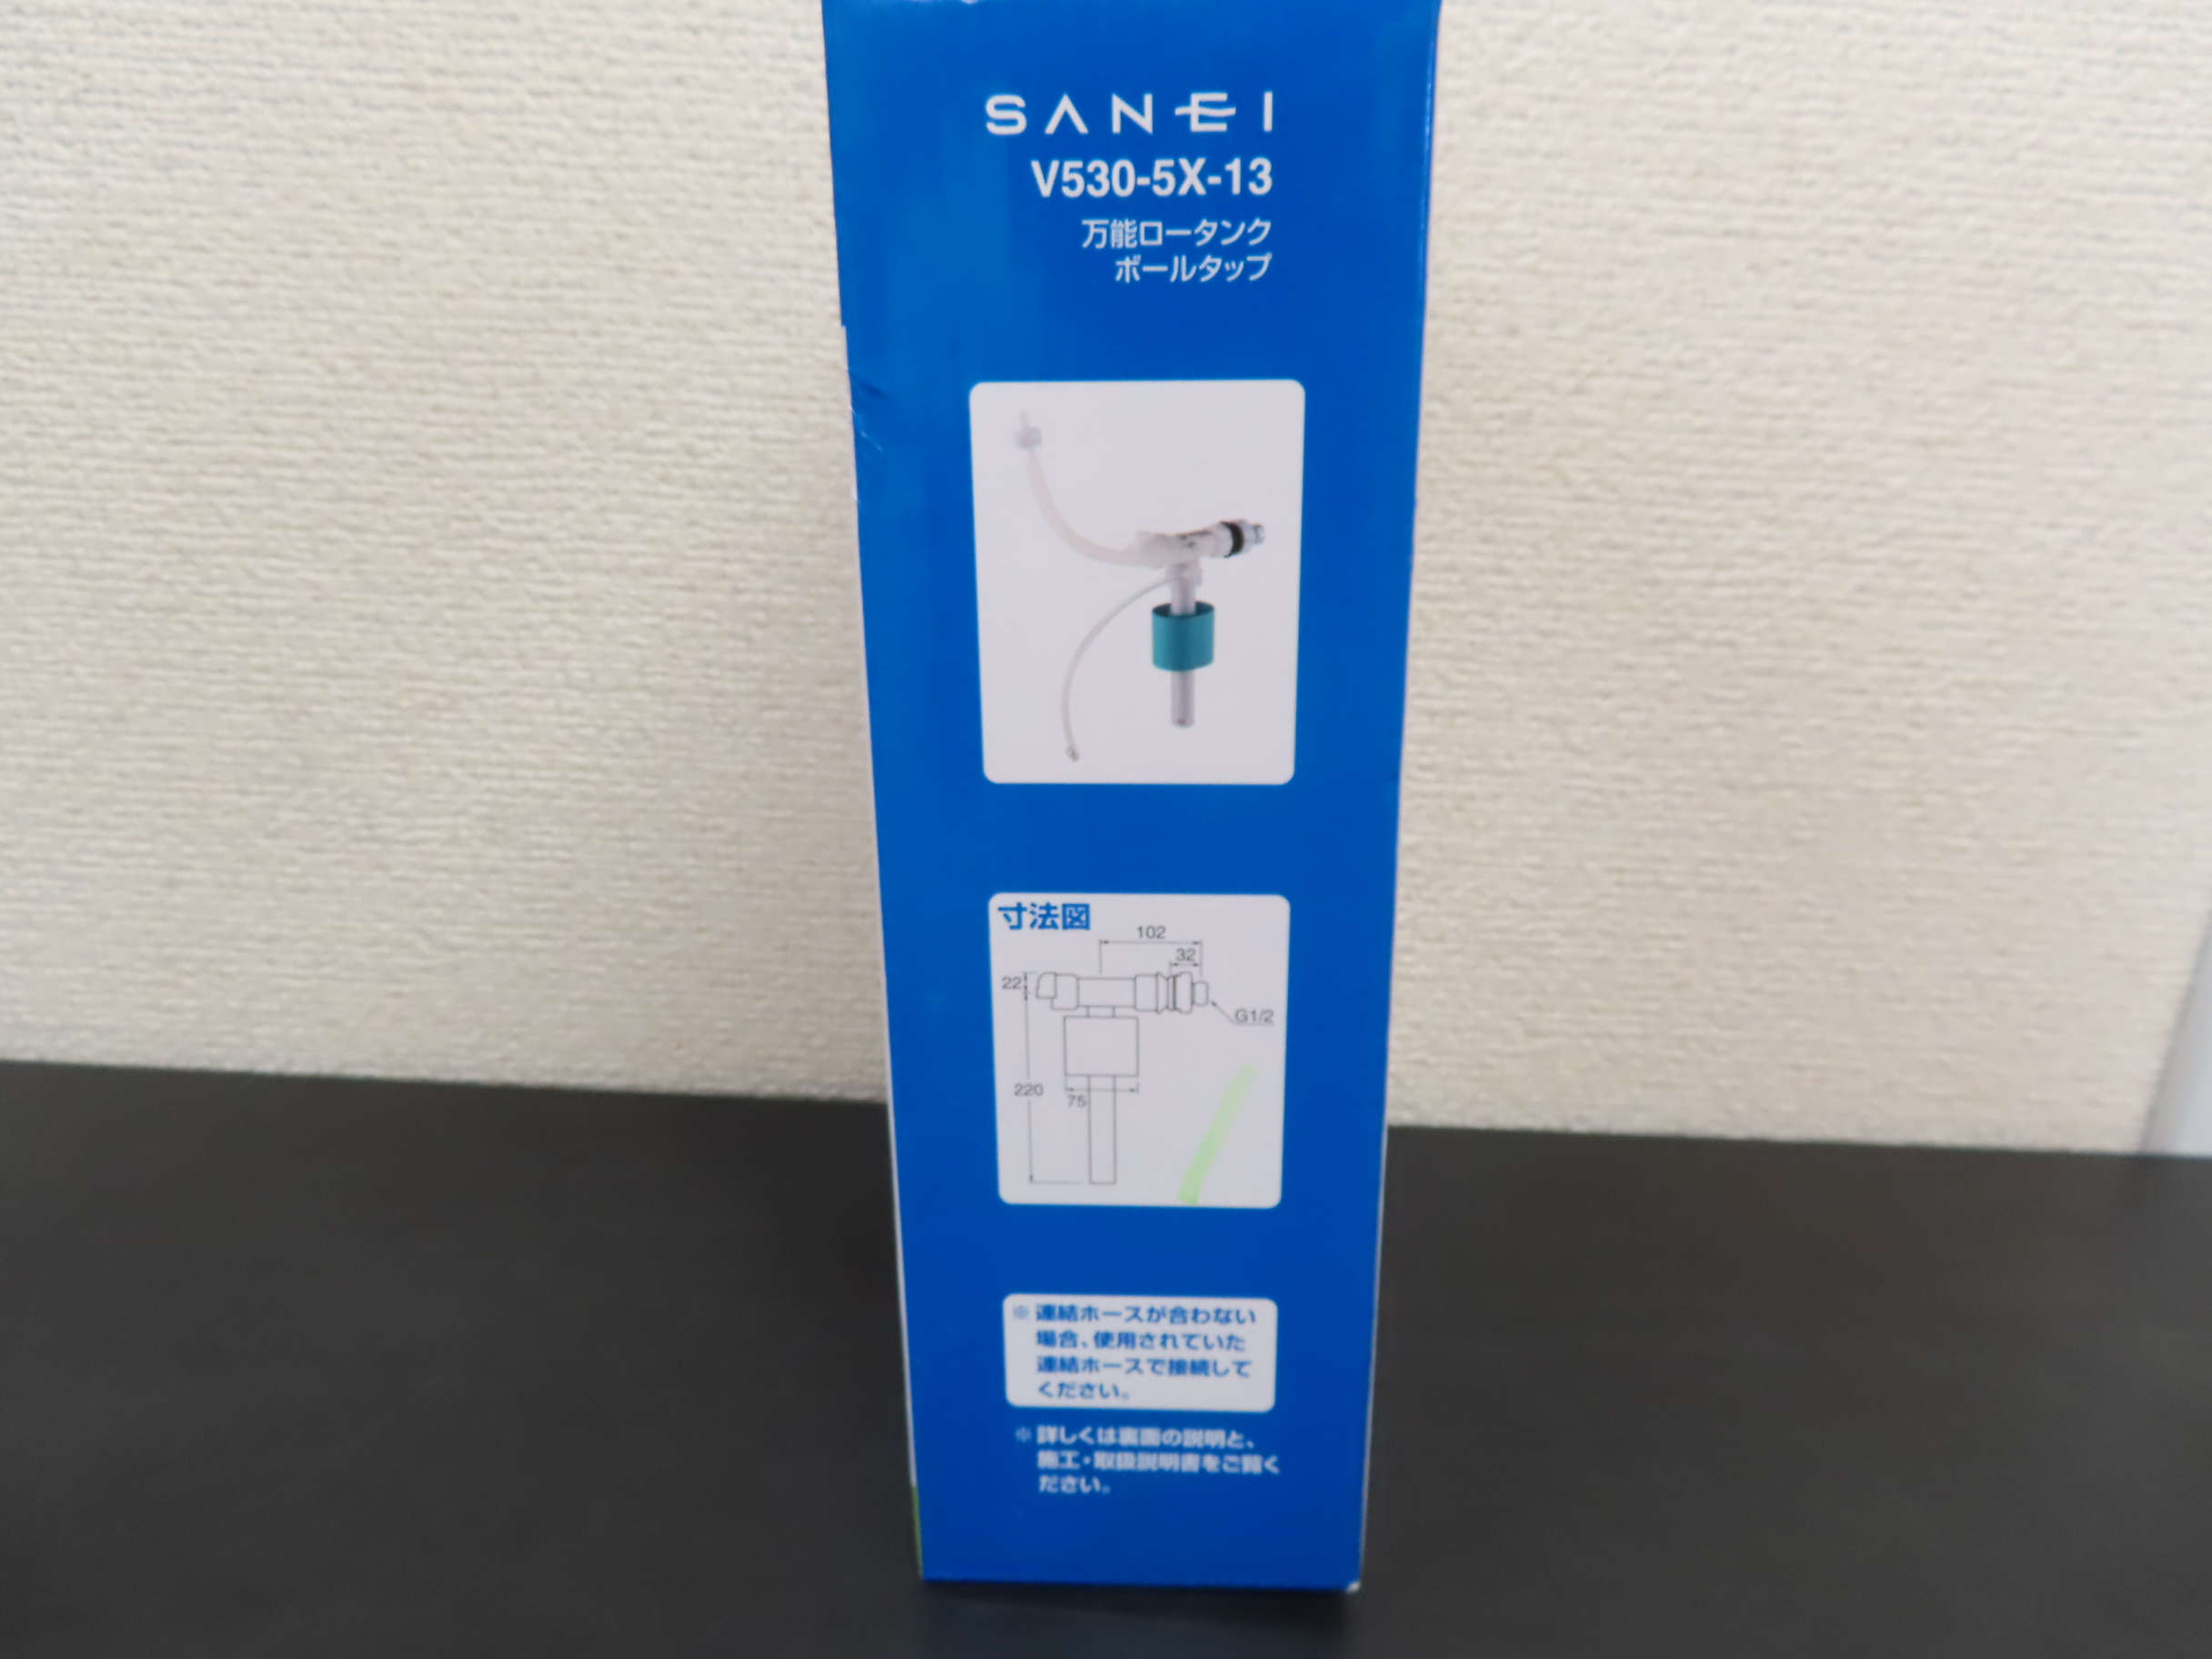 SANEI
V530-5X-13
万能ロータンク
ボールタップ
寸法図
102
32
22
G1/2
220
75
※連結ホースが合わない
場合、使用されていた
連結ホースで接続して
ください。
※詳しくは裏面の説明と、
施工・取扱説明書をご覧く
ださい。